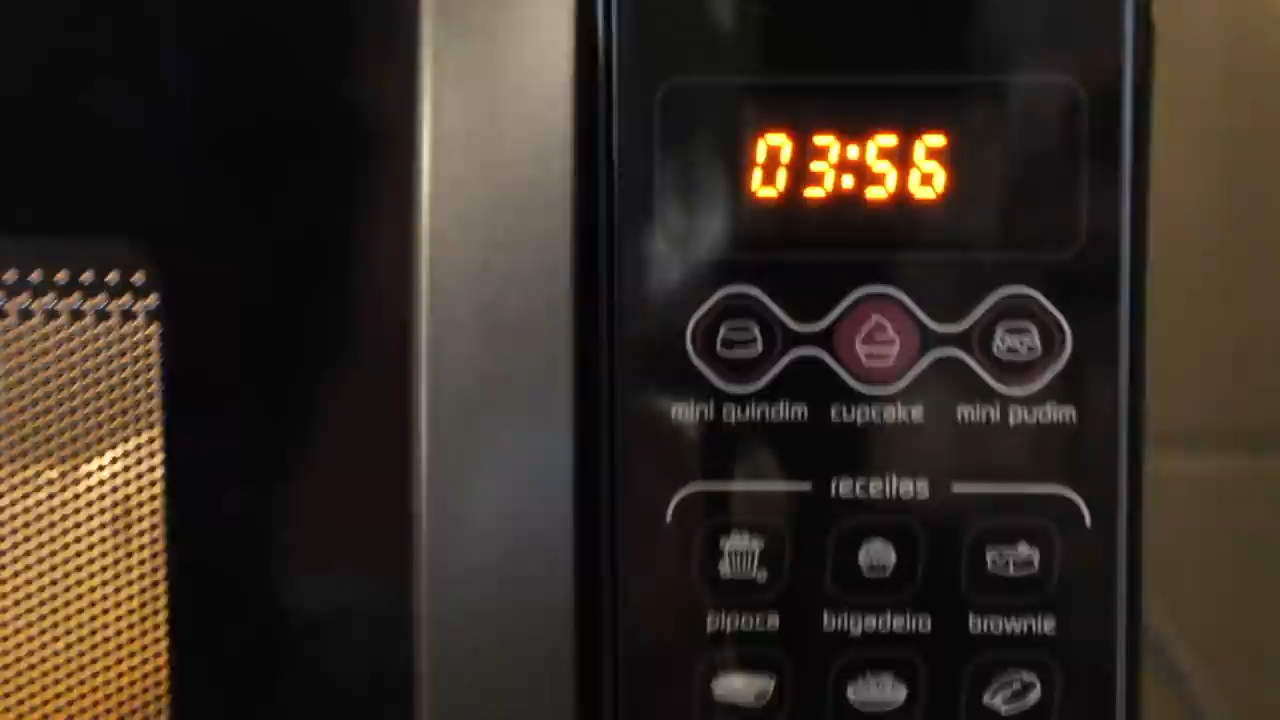 03:56
mini quindim cupcake mini pudim
receitas
pipoca brigadeiro brownie